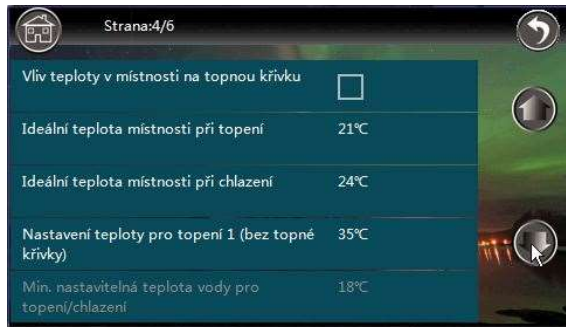 Strana:4/6
Vliv teploty v místnosti na topnou křivku
Ideální teplota místnosti při topení 21℃
Ideální teplota místnosti při chlazení 24℃
Nastavení teploty pro topení 1 (bez topné 35℃
křivky)
Min. nastavitelná teplota vody pro 18℃
topení/chlazení